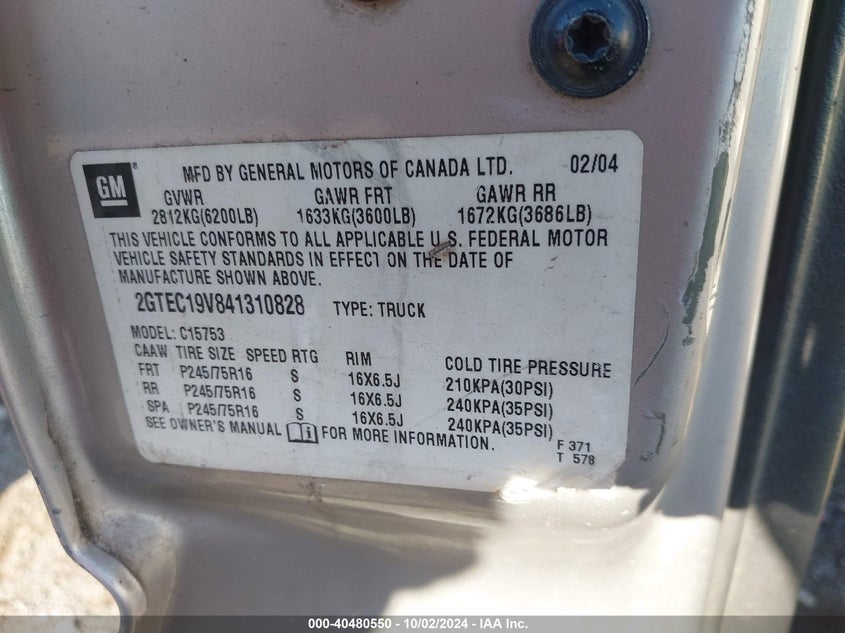 GM
MFD BY GENERAL MOTORS OF CANADA LTD. 02/04
GVWR GAWR FRT GAWR RR
2812KG(6200LB) 1633KG(3600LB) 1672KG(3686LB)
THIS VEHICLE CONFORMS TO ALL APPLICABLE U.S. FEDERAL MOTOR
VEHICLE SAFETY STANDARDS IN EFFECT ON THE DATE OF
MANUFACTURE SHOWN ABOVE.
2GTEC19V841310828 TYPE: TRUCK
MODEL: C15753
CAAW TIRE SIZE SPEED RTG RIM COLD TIRE PRESSURE
FRT P245/75R16 S 16X6.5J 210KPA(30PSI)
RR P245/75R16 S 16X6.5J 240KPA(35PSI)
SPA P245/75R16 S 16X6.5J 240KPA(35PSI)
SEE OWNER'S MANUAL FOR MORE INFORMATION.
F 371
T 578
000-40480550 - 10/02/2024 - IAA Inc.